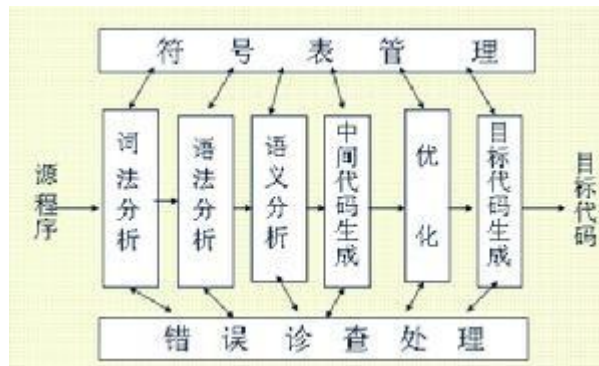 符号表管理
源程序
词法分析
语法分析
语义分析
中间代码生成
优化
目标代码生成
目标代码
错误诊查处理